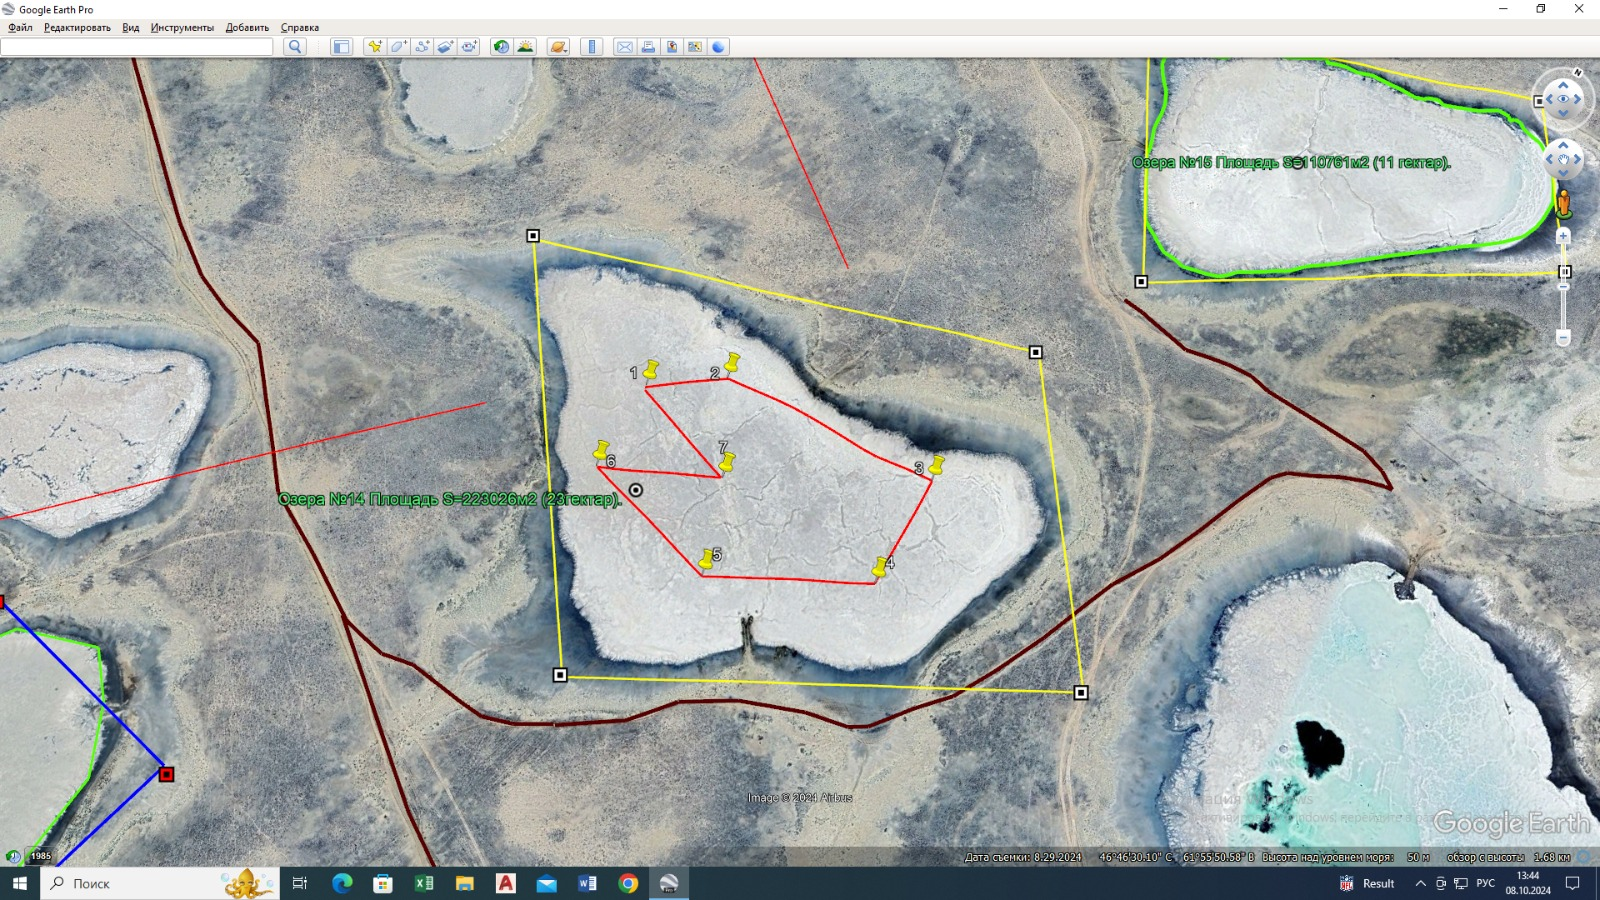 Google Earth Pro
Файл Редактировать Вид Инструменты Добавить Справка
N
Озера №15 Площадь S=110761м2 (11 гектар).
1
2
3
7
6
Озера №14 Площадь S=223026м2 (23гектар).
5
4
Image © 2024 Airbus
Google Earth
1985
Дата съемки: 8.29.2024 46°46'30.10" С 61°55'50.58" В Высота над уровнем моря: 50 м обзор с высоты 1.68 км
Поиск
Result
РУС
13:44
08.10.2024